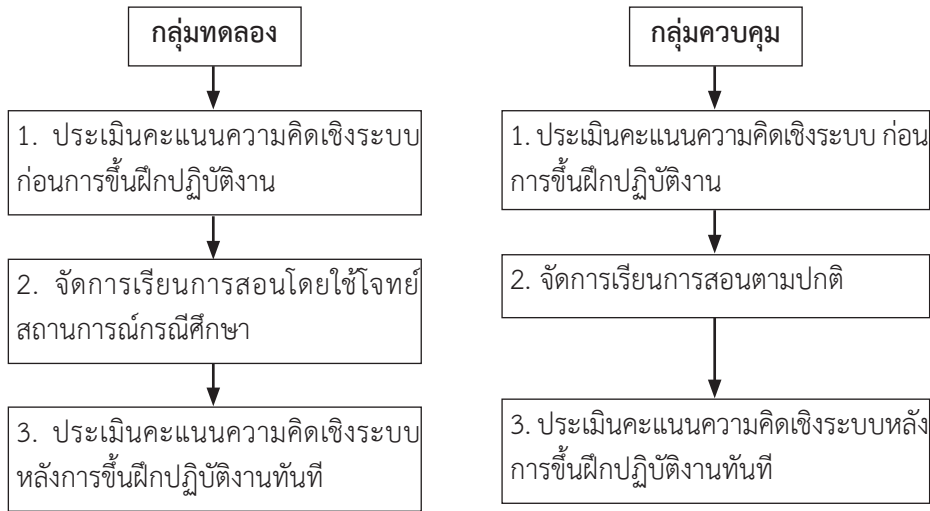 กลุ่มทดลอง
1. ประเมินคะแนนความคิดเชิงระบบ
ก่อนการขึ้นฝึกปฏิบัติงาน
2. จัดการเรียนการสอนโดยใช้โจทย์
สถานการณ์กรณีศึกษา
3. ประเมินคะแนนความคิดเชิงระบบ
หลังการขึ้นฝึกปฏิบัติงานทันที
กลุ่มควบคุม
1. ประเมินคะแนนความคิดเชิงระบบ ก่อน
การขึ้นฝึกปฏิบัติงาน
2. จัดการเรียนการสอนตามปกติ
3. ประเมินคะแนนความคิดเชิงระบบหลัง
การขึ้นฝึกปฏิบัติงานทันที